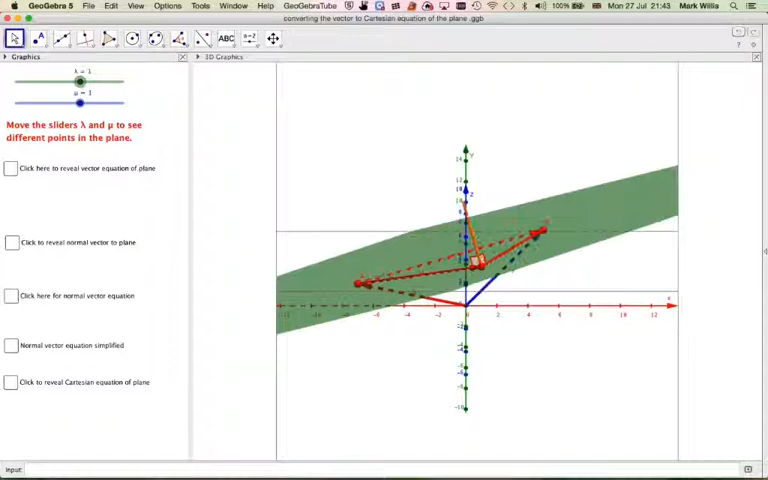 GeoGebra 5 File Edit View Options Tools Window Help GeoGebraTube 100% Mon 27 Jul 21:43 Mark Willis
converting the vector to Cartesian equation of the plane .ggb
ABC a=2
Graphics
3D Graphics
λ = 1
μ = 1
Move the sliders λ and μ to see
different points in the plane.
Click here to reveal vector equation of plane
Click to reveal normal vector to plane
Click here for normal vector equation
Normal vector equation simplified
Click to reveal Cartesian equation of plane
Input: